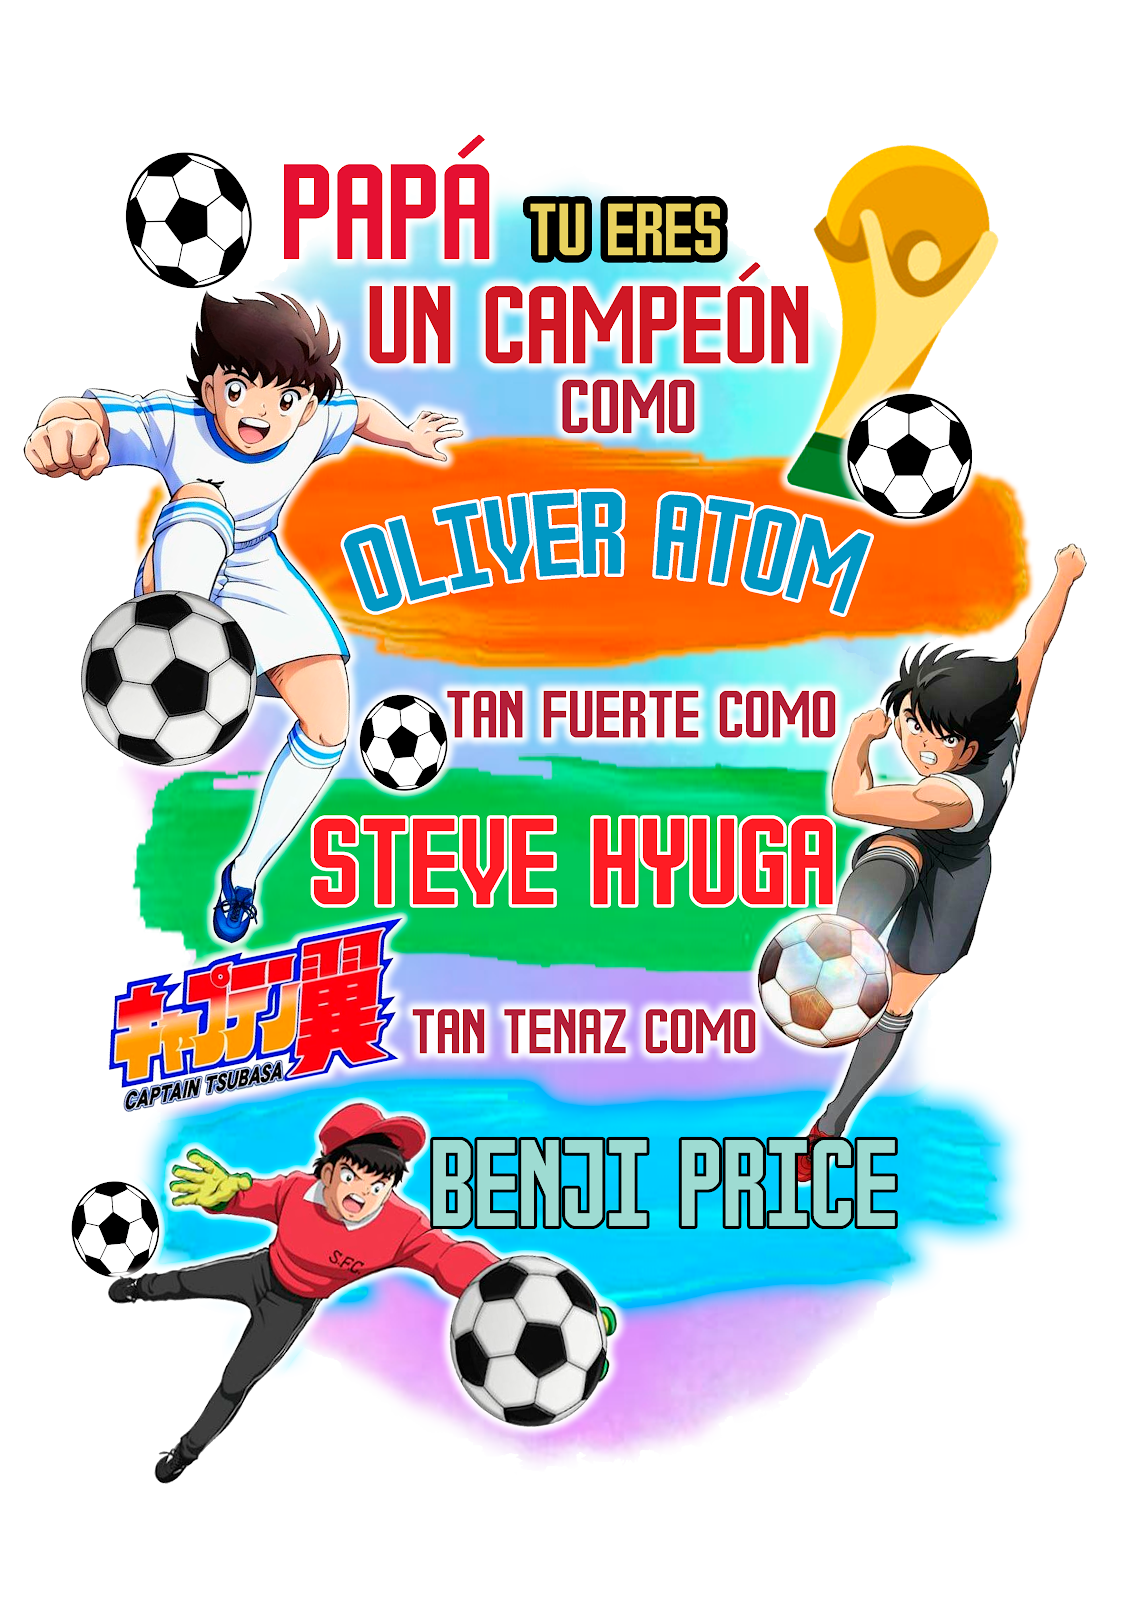 PAPÁ TU ERES
UN CAMPEÓN
COMO
OLIVER ATOM
TAN FUERTE COMO
STEVE HYUGA
キャプテン翼
CAPTAIN TSUBASA
TAN TENAZ COMO
BENJI PRICE
S.F.C.